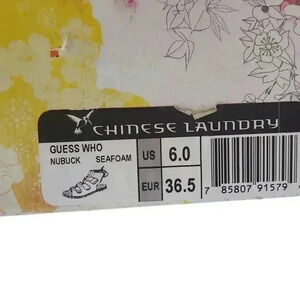 CHINESE LAUNDRY
GUESS WHO
NUBUCK SEAFOAM
US 6.0
EUR 36.5
7 85807 91579